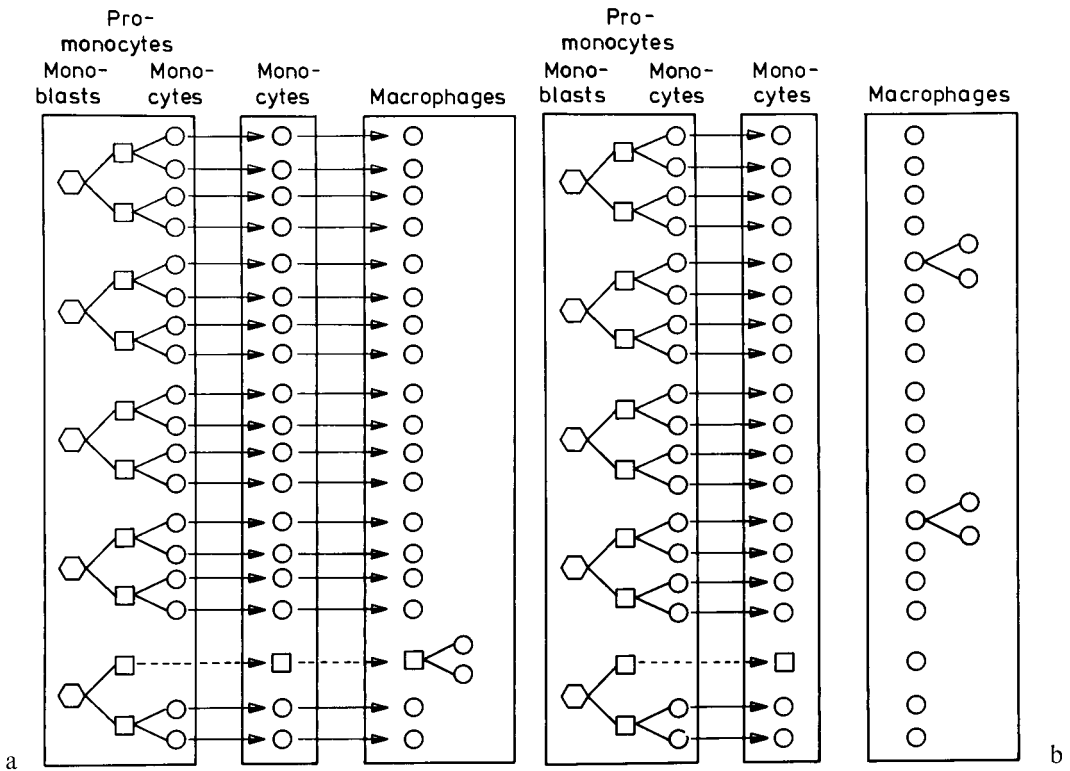 Pro-
monocytes
Mono-
blasts
Mono-
cytes
Mono-
cytes
Macrophages
a
Pro-
monocytes
Mono-
blasts
Mono-
cytes
Mono-
cytes
Macrophages
b